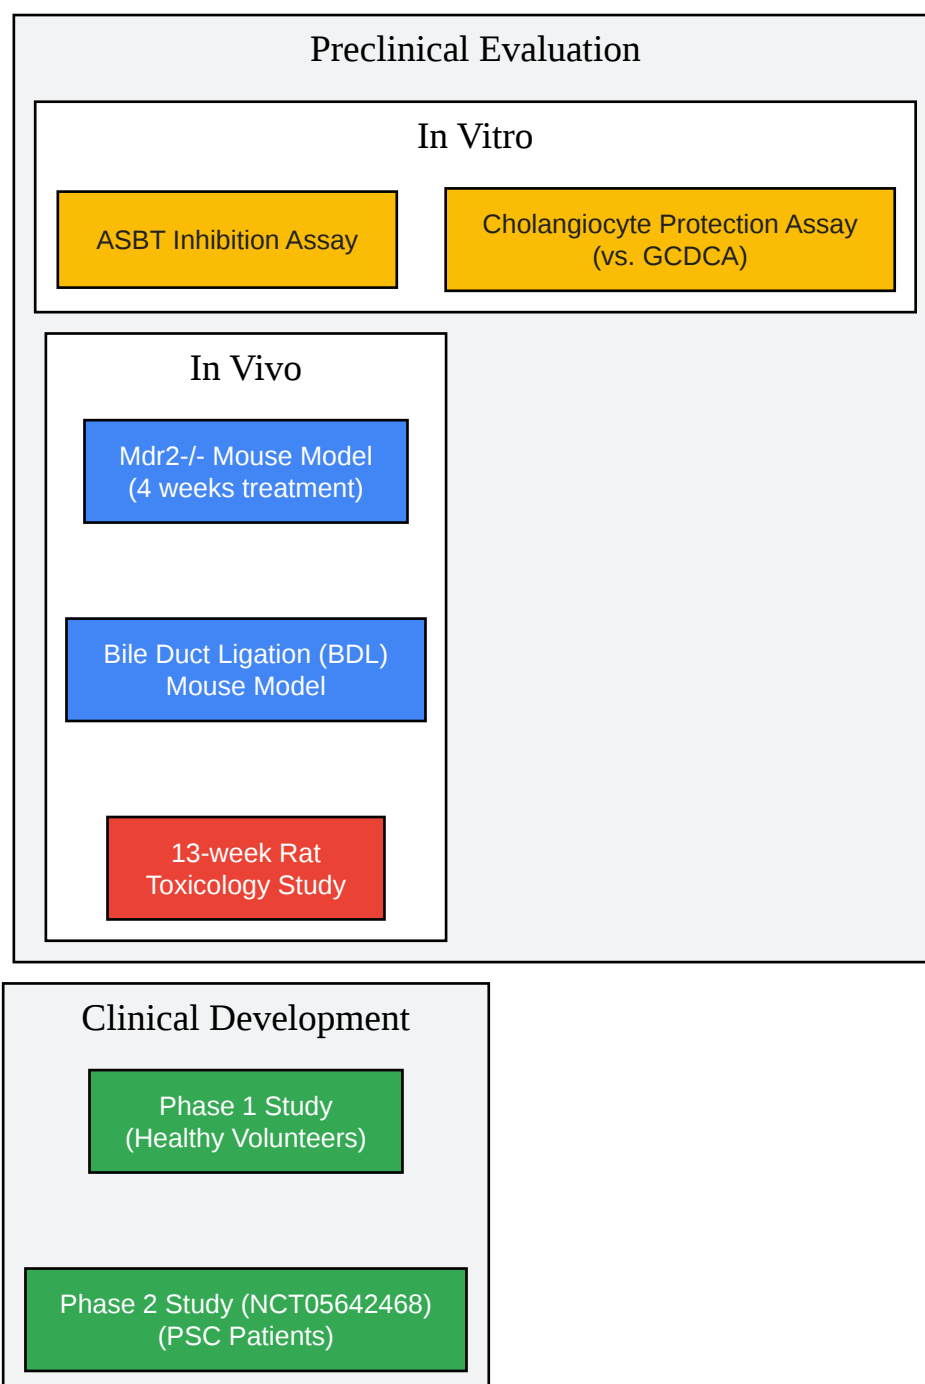 Preclinical Evaluation
In Vitro
ASBT Inhibition Assay
Cholangiocyte Protection Assay
(vs. GCDCA)
In Vivo
Mdr2-/- Mouse Model
(4 weeks treatment)
Bile Duct Ligation (BDL)
Mouse Model
13-week Rat
Toxicology Study
Clinical Development
Phase 1 Study
(Healthy Volunteers)
Phase 2 Study (NCT05642468)
(PSC Patients)